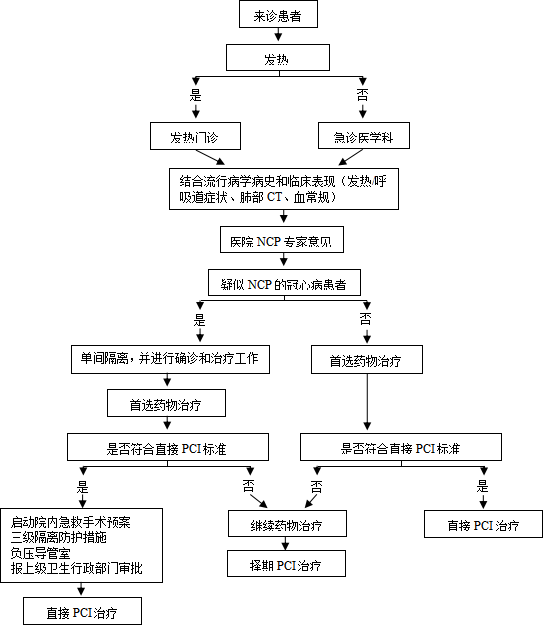 来诊患者
发热
是
否
发热门诊
急诊医学科
结合流行病学病史和临床表现（发热/呼
吸道症状、肺部 CT、血常规）
医院 NCP 专家意见
疑似 NCP 的冠心病患者
是
否
单间隔离，并进行确诊和治疗工作
首选药物治疗
首选药物治疗
是否符合直接 PCI 标准
是否符合直接 PCI 标准
是
否
否
是
启动院内急救手术预案
三级隔离防护措施
负压导管室
报上级卫生行政部门审批
继续药物治疗
直接 PCI 治疗
择期 PCI 治疗
直接 PCI 治疗